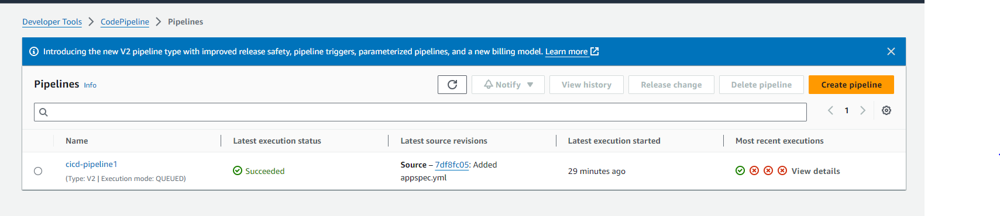 Developer Tools > CodePipeline > Pipelines
Introducing the new V2 pipeline type with improved release safety, pipeline triggers, parameterized pipelines, and a new billing model. Learn more
Pipelines Info
Notify View history Release change Delete pipeline Create pipeline
1
Name Latest execution status Latest source revisions Latest execution started Most recent executions
cicd-pipeline1
(Type: V2 | Execution mode: QUEUED)
Succeeded
Source – 7df8fc05: Added
appspec.yml
29 minutes ago
View details